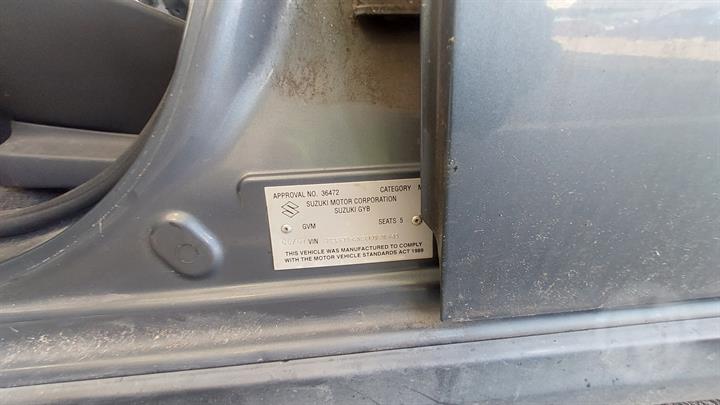 APPROVAL NO. 36472 CATEGORY
SUZUKI MOTOR CORPORATION
SUZUKI GYB
GVM SEATS 5
VIN
THIS VEHICLE WAS MANUFACTURED TO COMPLY
WITH THE MOTOR VEHICLE STANDARDS ACT 1989